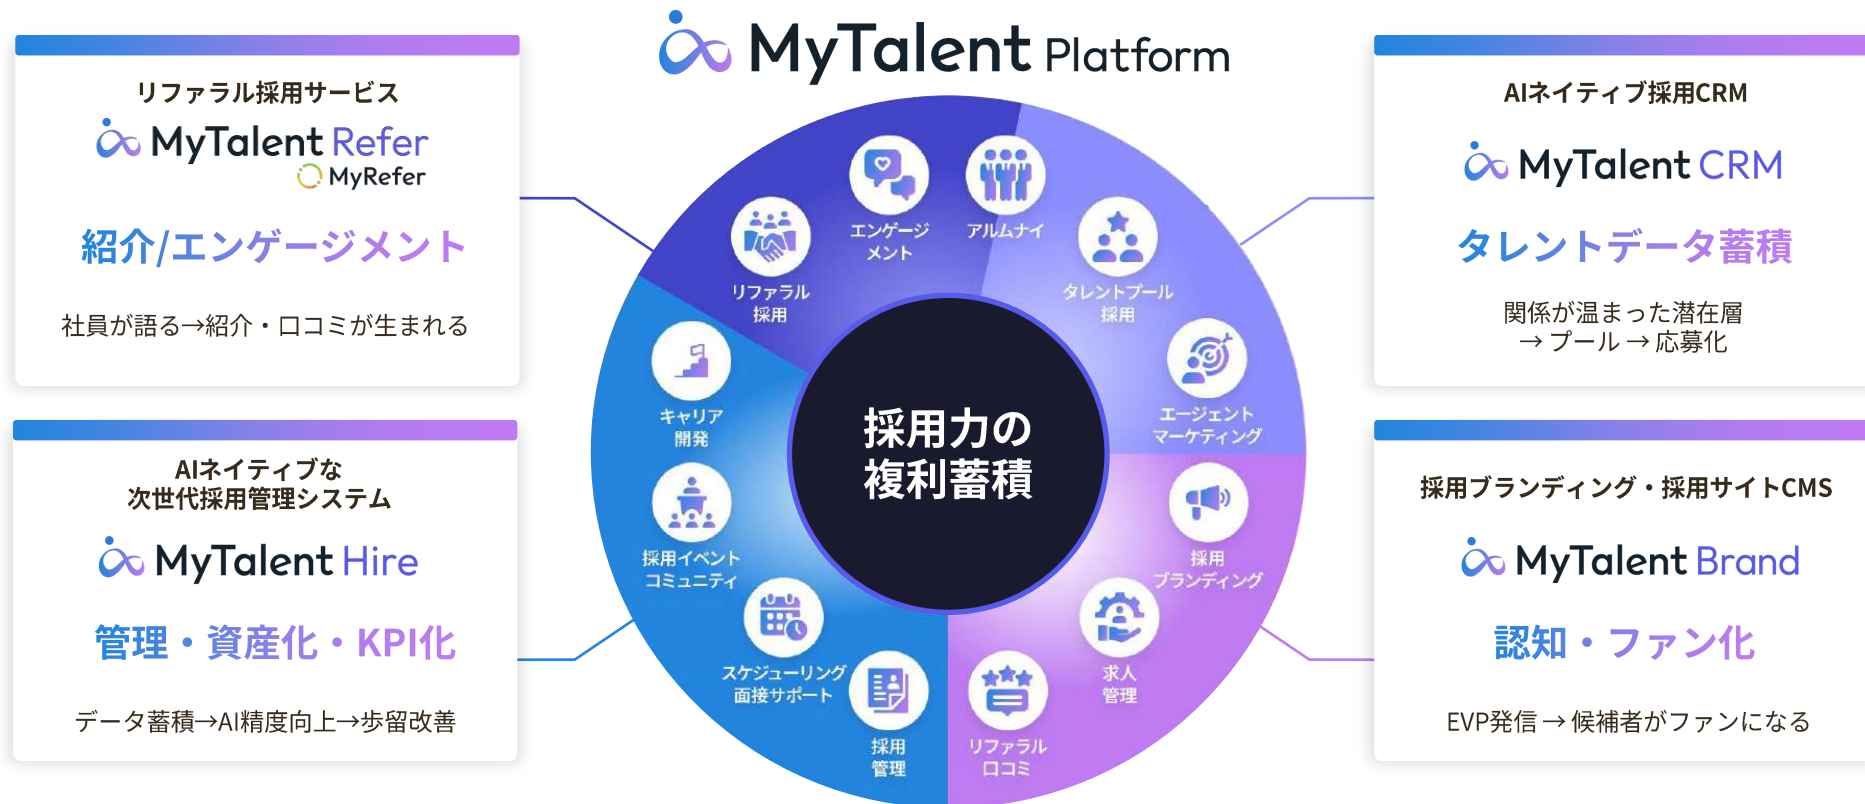 MyTalent Platform
リファラル採用サービス
MyTalent Refer
MyRefer
紹介/エンゲージメント
社員が語る→紹介・口コミが生まれる
AIネイティブな
次世代採用管理システム
MyTalent Hire
管理・資産化・KPI化
データ蓄積→AI精度向上→歩留改善
エンゲージ
メント
アルムナイ
リファラル
採用
タレントプール
採用
キャリア
開発
エージェント
マーケティング
採用力の
複利蓄積
採用イベント
コミュニティ
採用
ブランディング
スケジューリング
面接サポート
求人
管理
採用
管理
リファラル
口コミ
AIネイティブ採用CRM
MyTalent CRM
タレントデータ蓄積
関係が温まった潜在層
→ プール → 応募化
採用ブランディング・採用サイトCMS
MyTalent Brand
認知・ファン化
EVP発信 → 候補者がファンになる